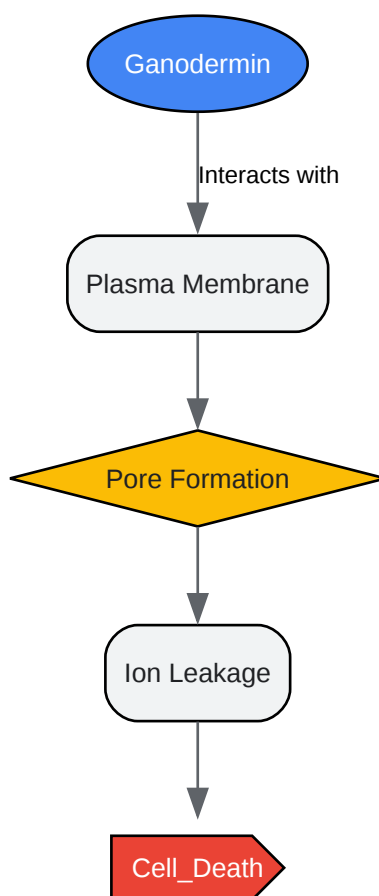 Ganodermin
Interacts with
Plasma Membrane
Pore Formation
Ion Leakage
Cell_Death